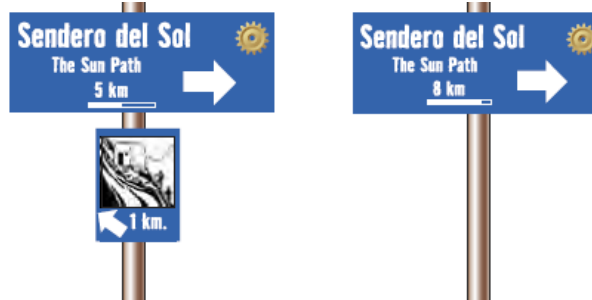 Sendero del Sol
The Sun Path
5 km
1 km.
Sendero del Sol
The Sun Path
8 km